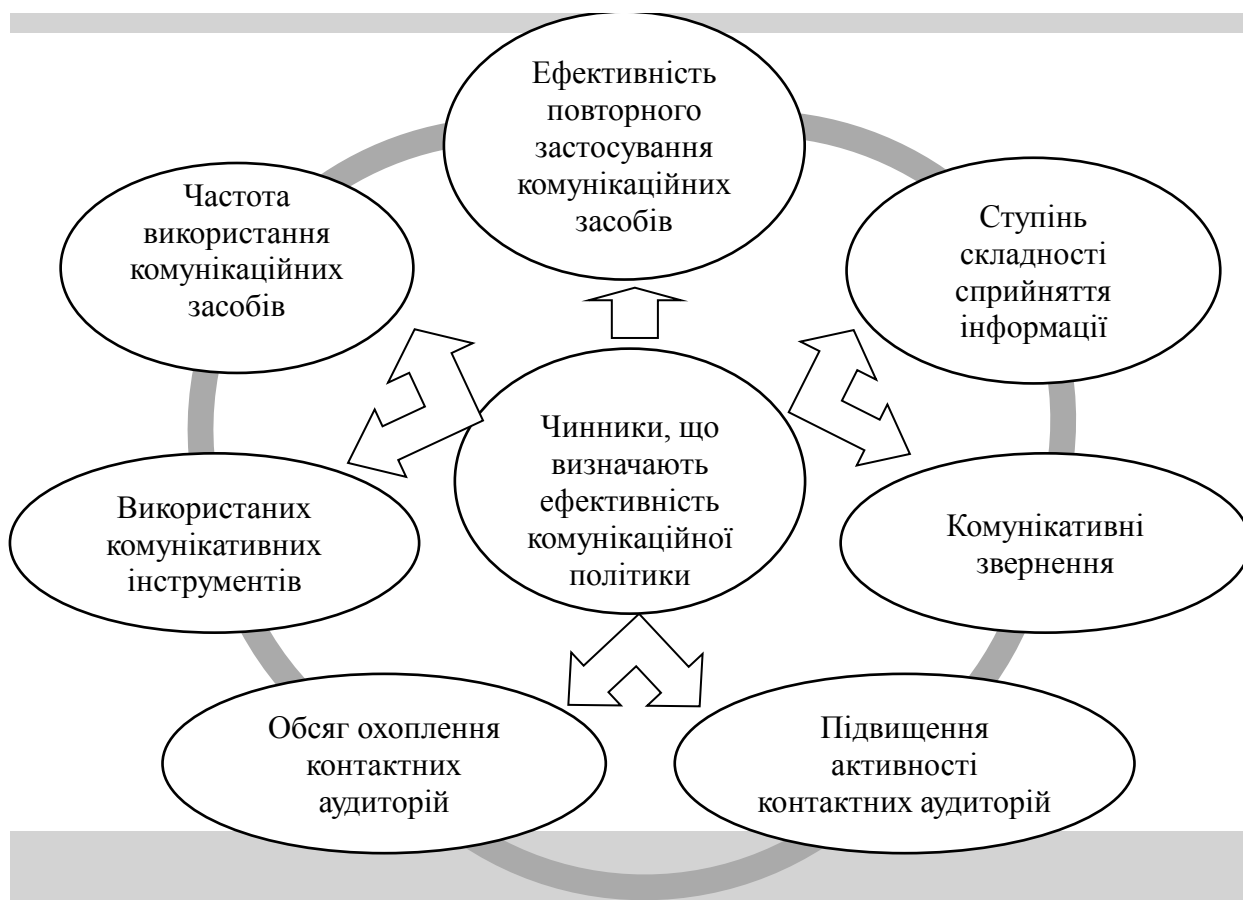 Ефективність
повторного
застосування
комунікаційних
засобів
Частота
використання
комунікаційних
засобів
Ступінь
складності
сприйняття
інформації
Чинники, що
визначають
ефективність
комунікаційної
політики
Використаних
комунікативних
інструментів
Комунікативні
звернення
Обсяг охоплення
контактних
аудиторій
Підвищення
активності
контактних аудиторій